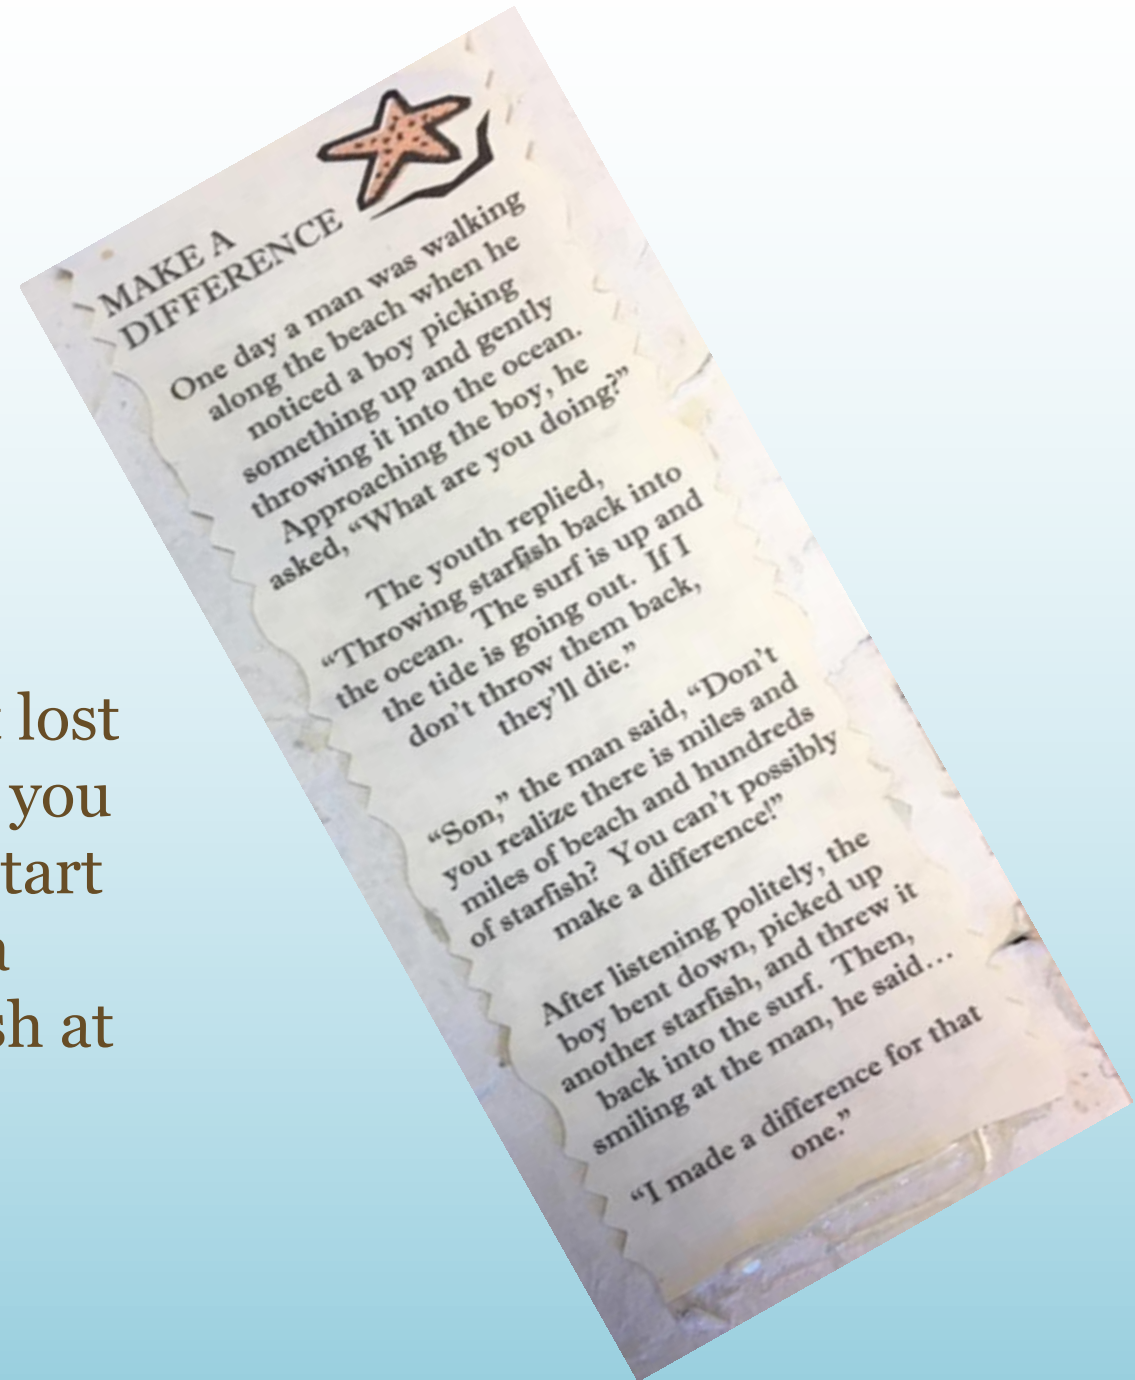 MAKE A
DIFFERENCE
One day a man was walking
along the beach when he
noticed a boy picking
something up and gently
throwing it into the ocean.
Approaching the boy, he
asked, “What are you doing?”
The youth replied,
“Throwing starfish back into
the ocean.  The surf is up and
the tide is going out.  If I
don’t throw them back,
they’ll die.”
“Son,” the man said, “Don’t
you realize there is miles and
miles of beach and hundreds
of starfish?  You can’t possibly
make a difference!”
After listening politely, the
boy bent down, picked up
another starfish, and threw it
back into the surf.  Then,
smiling at the man, he said…
“I made a difference for that
one.”
lost
you
tart
sh at